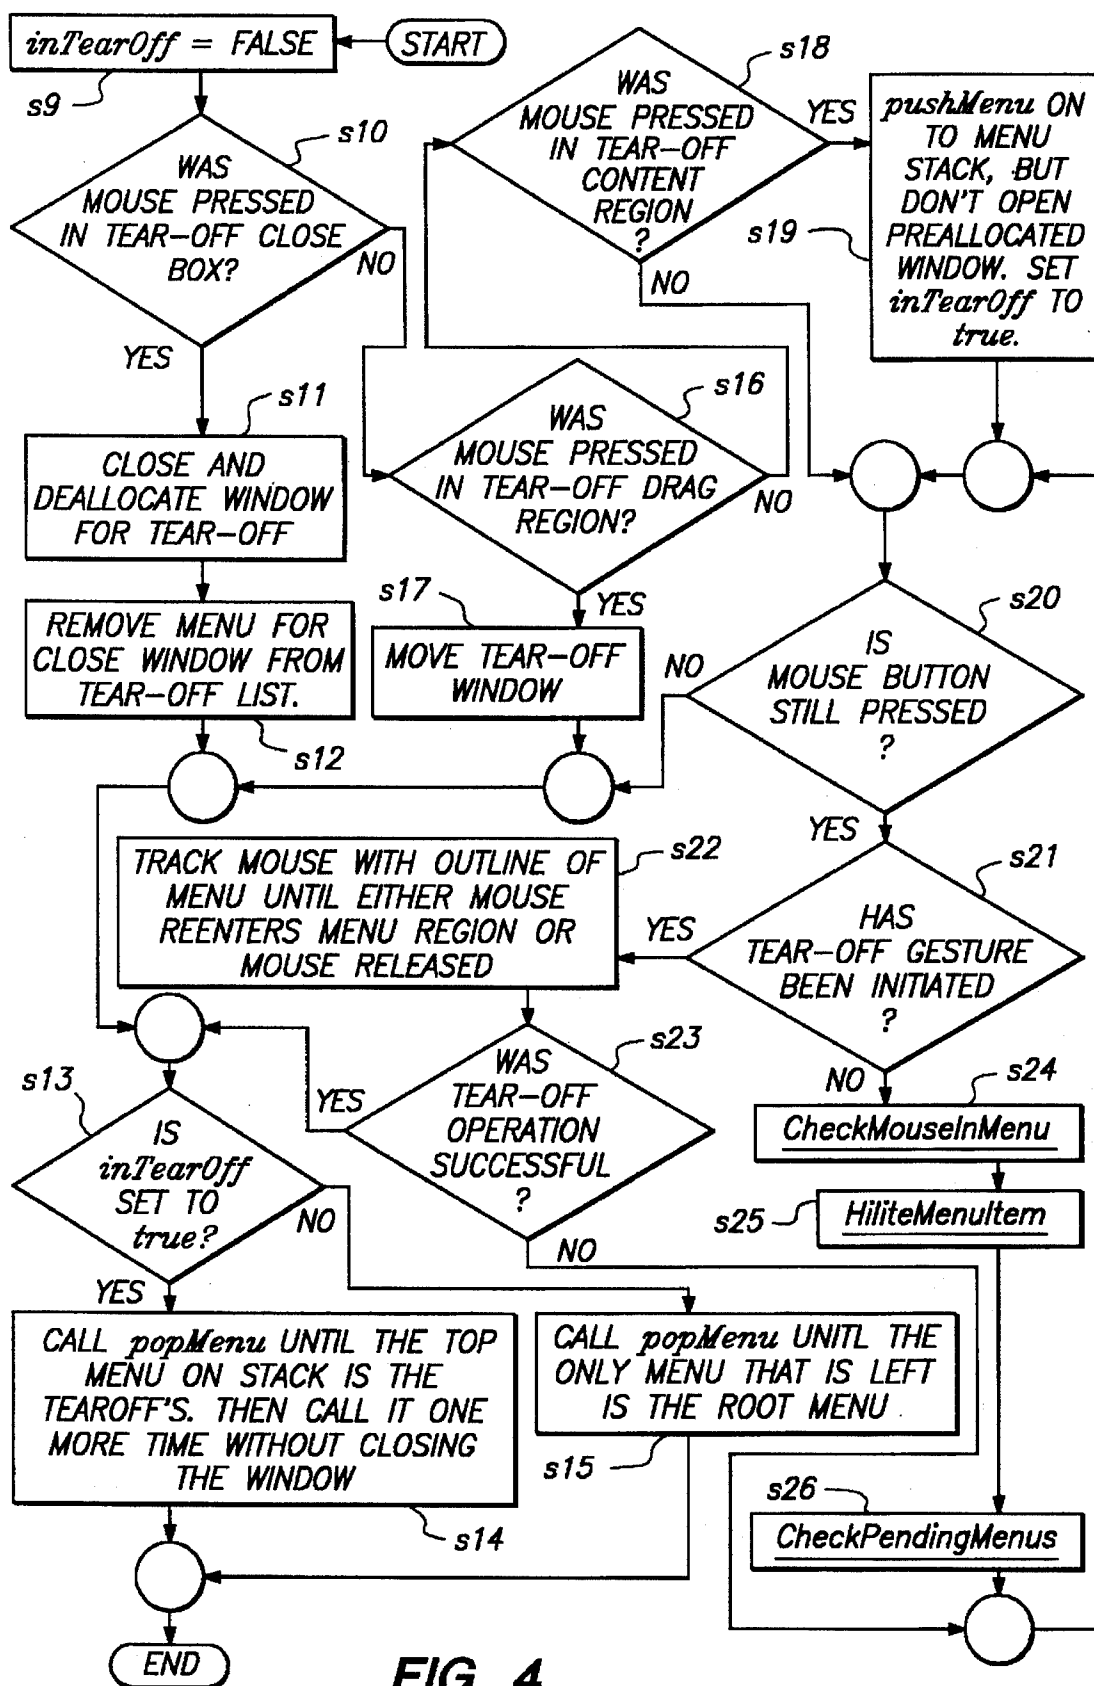 inTearOff = FALSE
START
s9
s10
WAS
MOUSE PRESSED
IN TEAR-OFF CLOSE
BOX?
NO
YES
s11
CLOSE AND
DEALLOCATE WINDOW
FOR TEAR-OFF
REMOVE MENU FOR
CLOSE WINDOW FROM
TEAR-OFF LIST.
s12
s18
WAS
MOUSE PRESSED
IN TEAR-OFF
CONTENT
REGION
?
YES
NO
s19
pushMenu ON
TO MENU
STACK, BUT
DON'T OPEN
PREALLOCATED
WINDOW. SET
inTearOff TO
true.
s16
WAS
MOUSE PRESSED
IN TEAR-OFF DRAG
REGION?
NO
YES
s17
MOVE TEAR-OFF
WINDOW
s20
IS
MOUSE BUTTON
STILL PRESSED
?
NO
YES
s21
HAS
TEAR-OFF GESTURE
BEEN INITIATED
?
YES
NO
s22
TRACK MOUSE WITH OUTLINE OF
MENU UNTIL EITHER MOUSE
REENTERS MENU REGION OR
MOUSE RELEASED
s23
WAS
TEAR-OFF
OPERATION
SUCCESSFUL
?
YES
NO
s24
CheckMouseInMenu
s25
HiliteMenuItem
s13
IS
inTearOff
SET TO
true?
NO
YES
CALL popMenu UNTIL THE TOP
MENU ON STACK IS THE
TEAROFF'S. THEN CALL IT ONE
MORE TIME WITHOUT CLOSING
THE WINDOW
s14
CALL popMenu UNITL THE
ONLY MENU THAT IS LEFT
IS THE ROOT MENU
s15
s26
CheckPendingMenus
END
FIG. 4